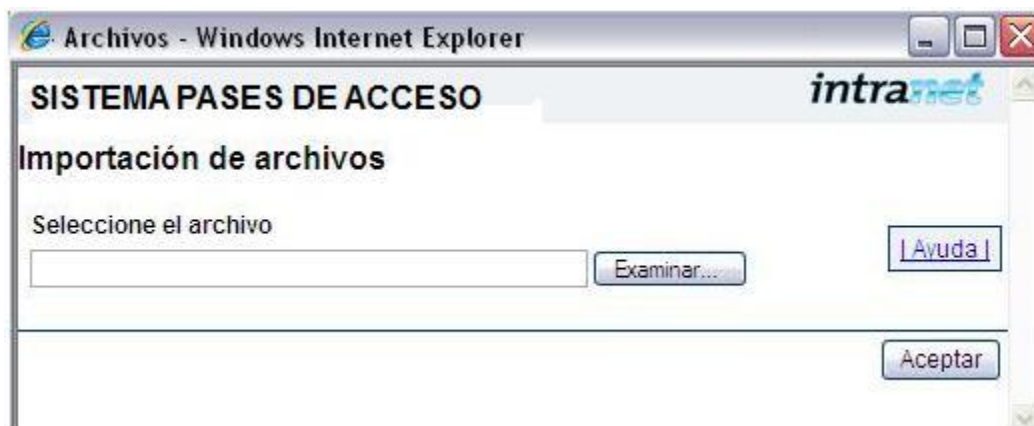 Archivos - Windows Internet Explorer
SISTEMA PASES DE ACCESO
intranet
Importación de archivos
Seleccione el archivo
Examinar...
| Ayuda |
Aceptar